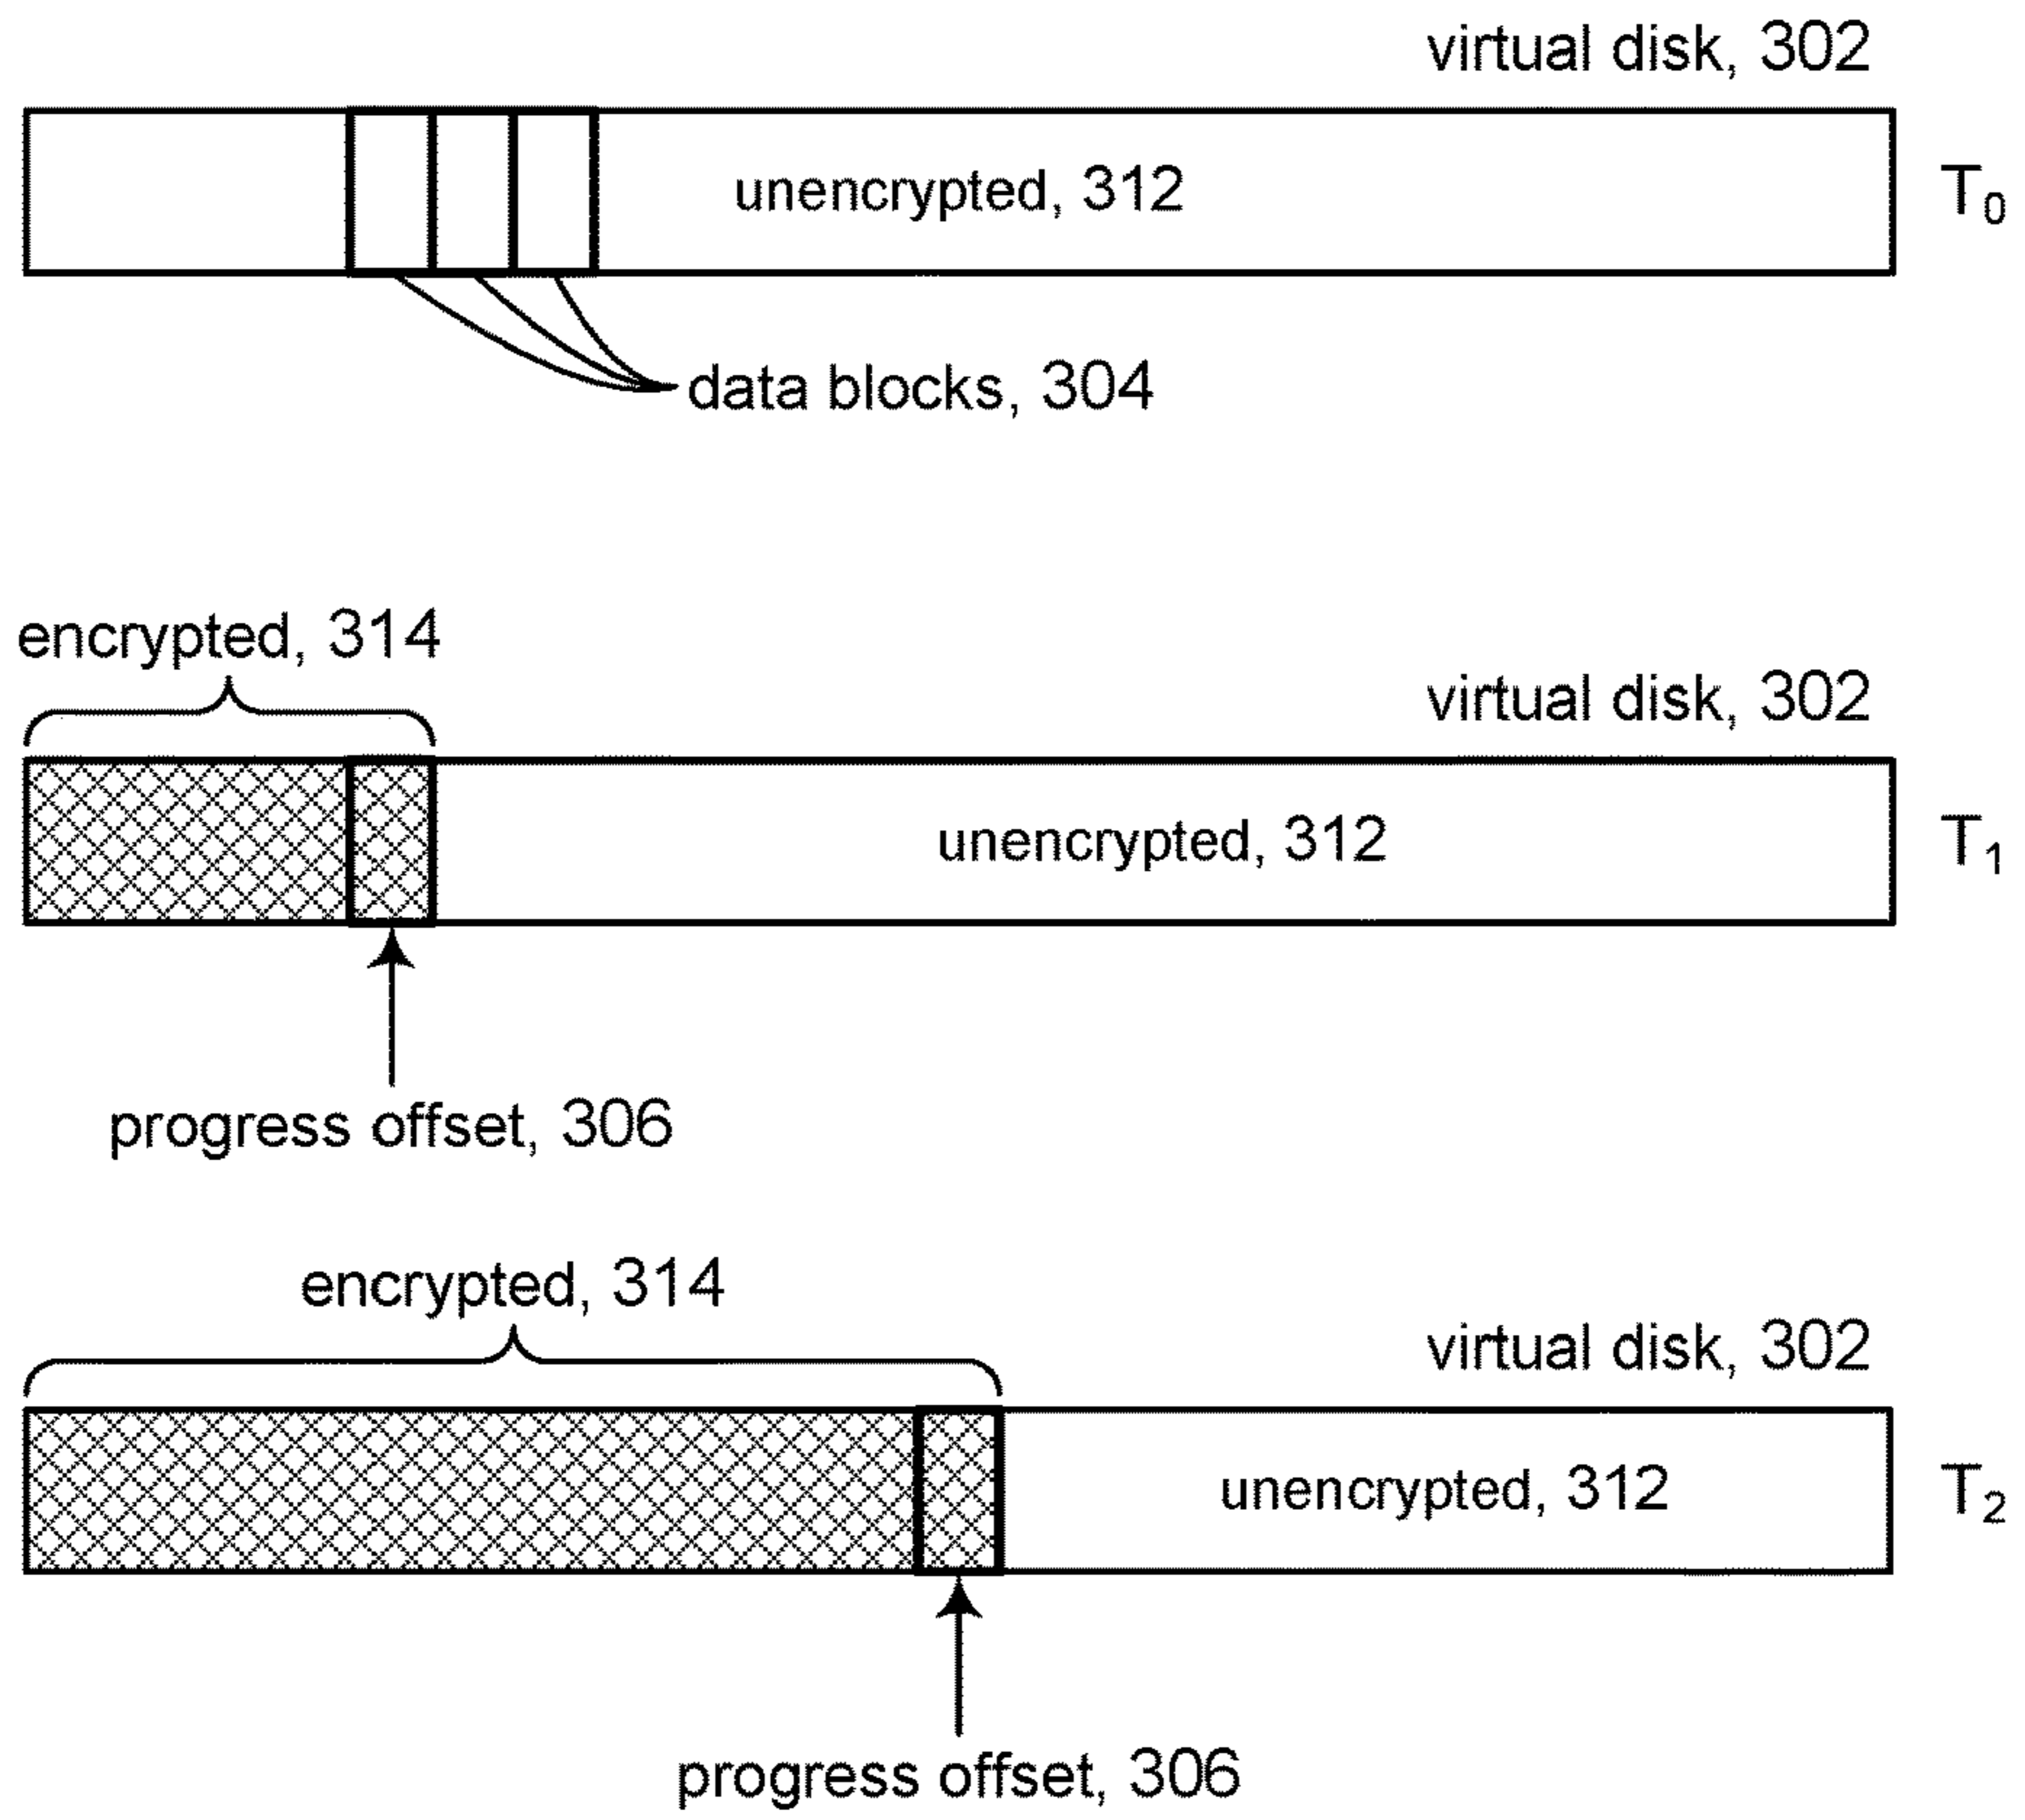 virtual disk, 302
unencrypted, 312
T0
data blocks, 304
encrypted, 314
virtual disk, 302
unencrypted, 312
T1
progress offset, 306
encrypted, 314
virtual disk, 302
unencrypted, 312
T2
progress offset, 306